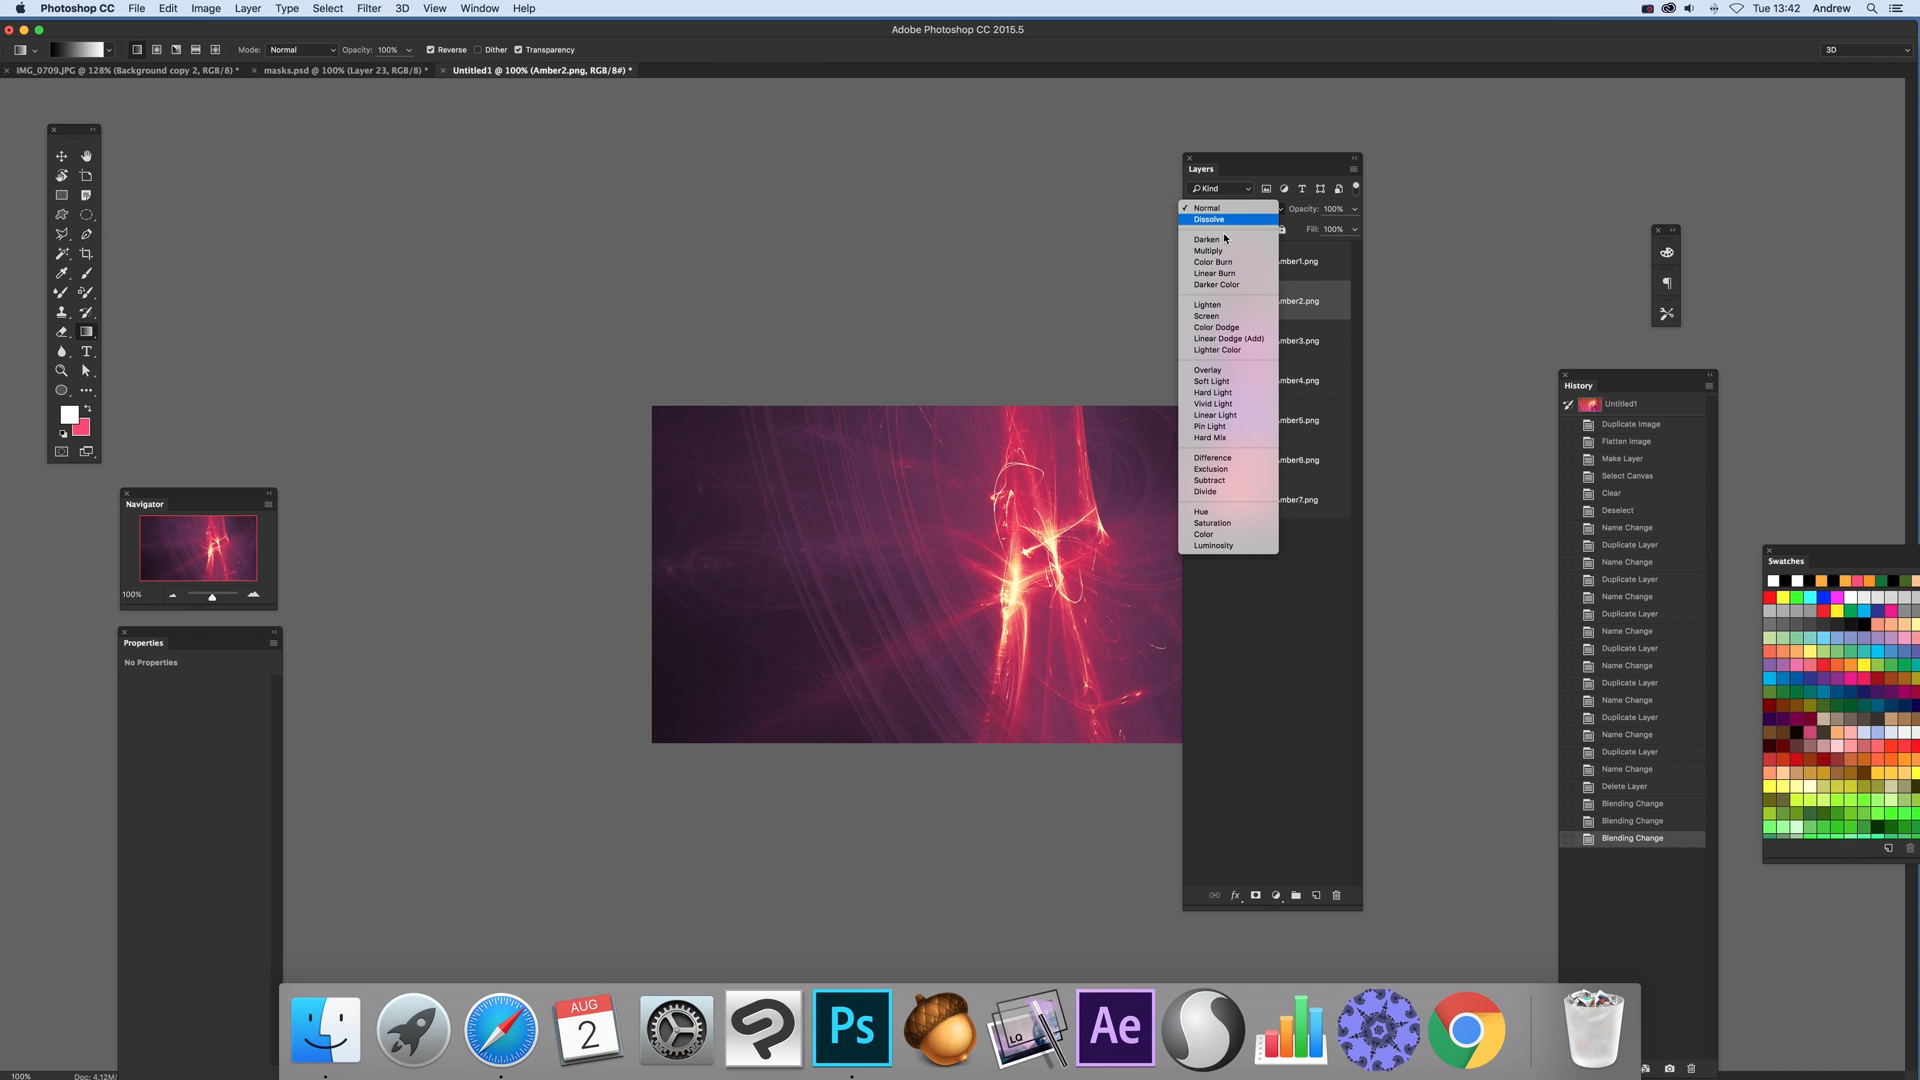 Photoshop CC File Edit Image Layer Type Select Filter 3D View Window Help Tue 13:42 Andrew
Adobe Photoshop CC 2015.5
Mode: Normal Opacity: 100% Reverse Dither Transparency 3D
IMG_0709.JPG @ 128% (Background copy 2, RGB/8) * masks.psd @ 100% (Layer 23, RGB/8) * Untitled1 @ 100% (Amber2.png, RGB/8#) *
Layers
Kind
Normal Opacity: 100%
Dissolve
Fill: 100%
Darken
Multiply
Color Burn
Linear Burn
Darker Color
Lighten
Screen
Color Dodge
Linear Dodge (Add)
Lighter Color
Overlay
Soft Light
Hard Light
Vivid Light
Linear Light
Pin Light
Hard Mix
Difference
Exclusion
Subtract
Divide
Hue
Saturation
Color
Luminosity
mber1.png
mber2.png
mber3.png
mber4.png
mber5.png
mber6.png
mber7.png
fx
Navigator
100%
Properties
No Properties
History
Untitled1
Duplicate Image
Flatten Image
Make Layer
Select Canvas
Clear
Deselect
Name Change
Duplicate Layer
Name Change
Duplicate Layer
Name Change
Duplicate Layer
Name Change
Duplicate Layer
Name Change
Duplicate Layer
Name Change
Duplicate Layer
Name Change
Duplicate Layer
Name Change
Delete Layer
Blending Change
Blending Change
Blending Change
Swatches
AUG
2
Ps
LQ
Ae
100% Doc: 4.12M/